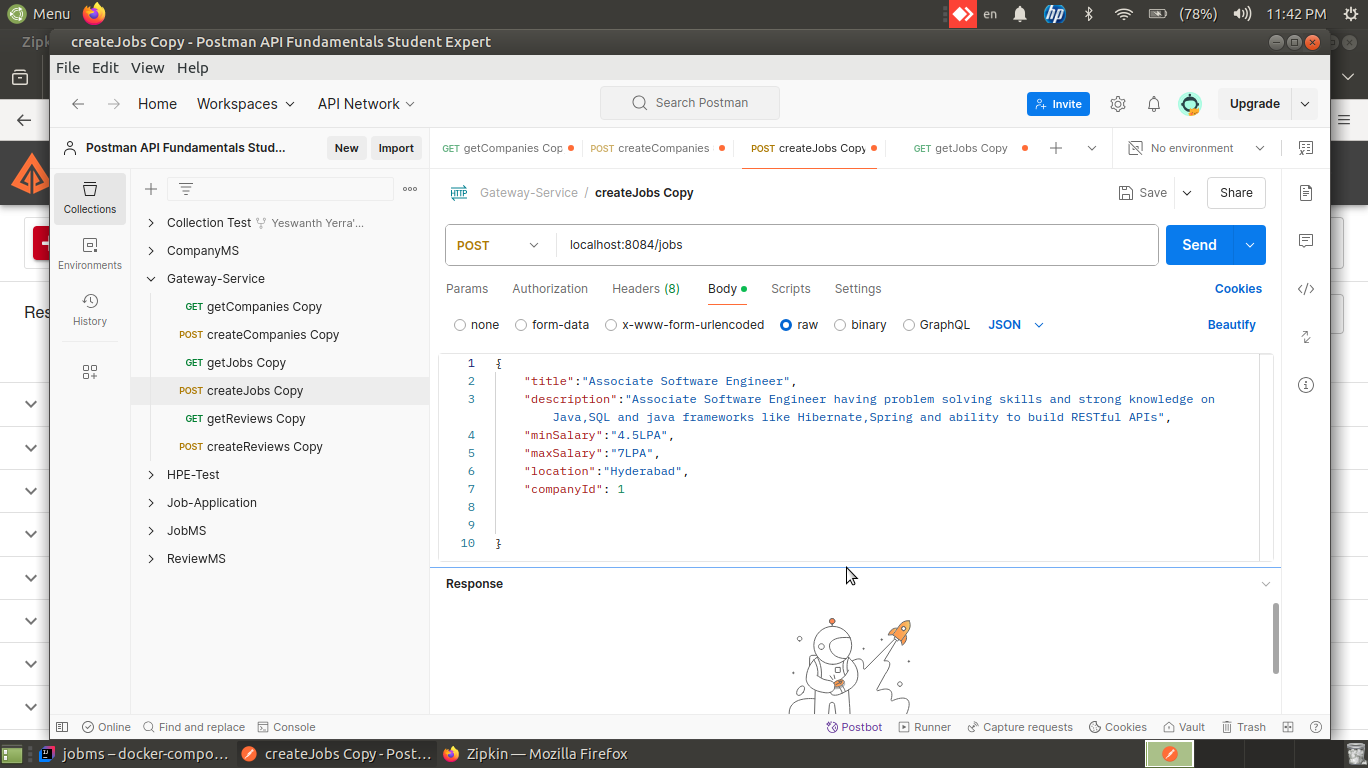 Menu
en
hp
(78%)
11:42 PM
Zipk
createJobs Copy - Postman API Fundamentals Student Expert
File Edit View Help
Home Workspaces API Network
Search Postman
Invite
Upgrade
Postman API Fundamentals Stud...
New
Import
GET getCompanies Cop
POST createCompanies
POST createJobs Copy
GET getJobs Copy
No environment
Collections
Environments
History
Collection Test Yeswanth Yerra'...
CompanyMS
Gateway-Service
GET getCompanies Copy
POST createCompanies Copy
GET getJobs Copy
POST createJobs Copy
GET getReviews Copy
POST createReviews Copy
HPE-Test
Job-Application
JobMS
ReviewMS
Res
HTTP Gateway-Service / createJobs Copy
Save
Share
POST localhost:8084/jobs
Send
Params Authorization Headers (8) Body Scripts Settings
Cookies
none form-data x-www-form-urlencoded raw binary GraphQL JSON
Beautify
1 {
2 "title":"Associate Software Engineer",
3 "description":"Associate Software Engineer having problem solving skills and strong knowledge on
Java,SQL and java frameworks like Hibernate,Spring and ability to build RESTful APIs",
4 "minSalary":"4.5LPA",
5 "maxSalary":"7LPA",
6 "location":"Hyderabad",
7 "companyId": 1
8
9
10 }
Response
Online Find and replace Console
Postbot Runner Capture requests Cookies Vault Trash
jobms – docker-compo...
createJobs Copy - Post...
Zipkin — Mozilla Firefox